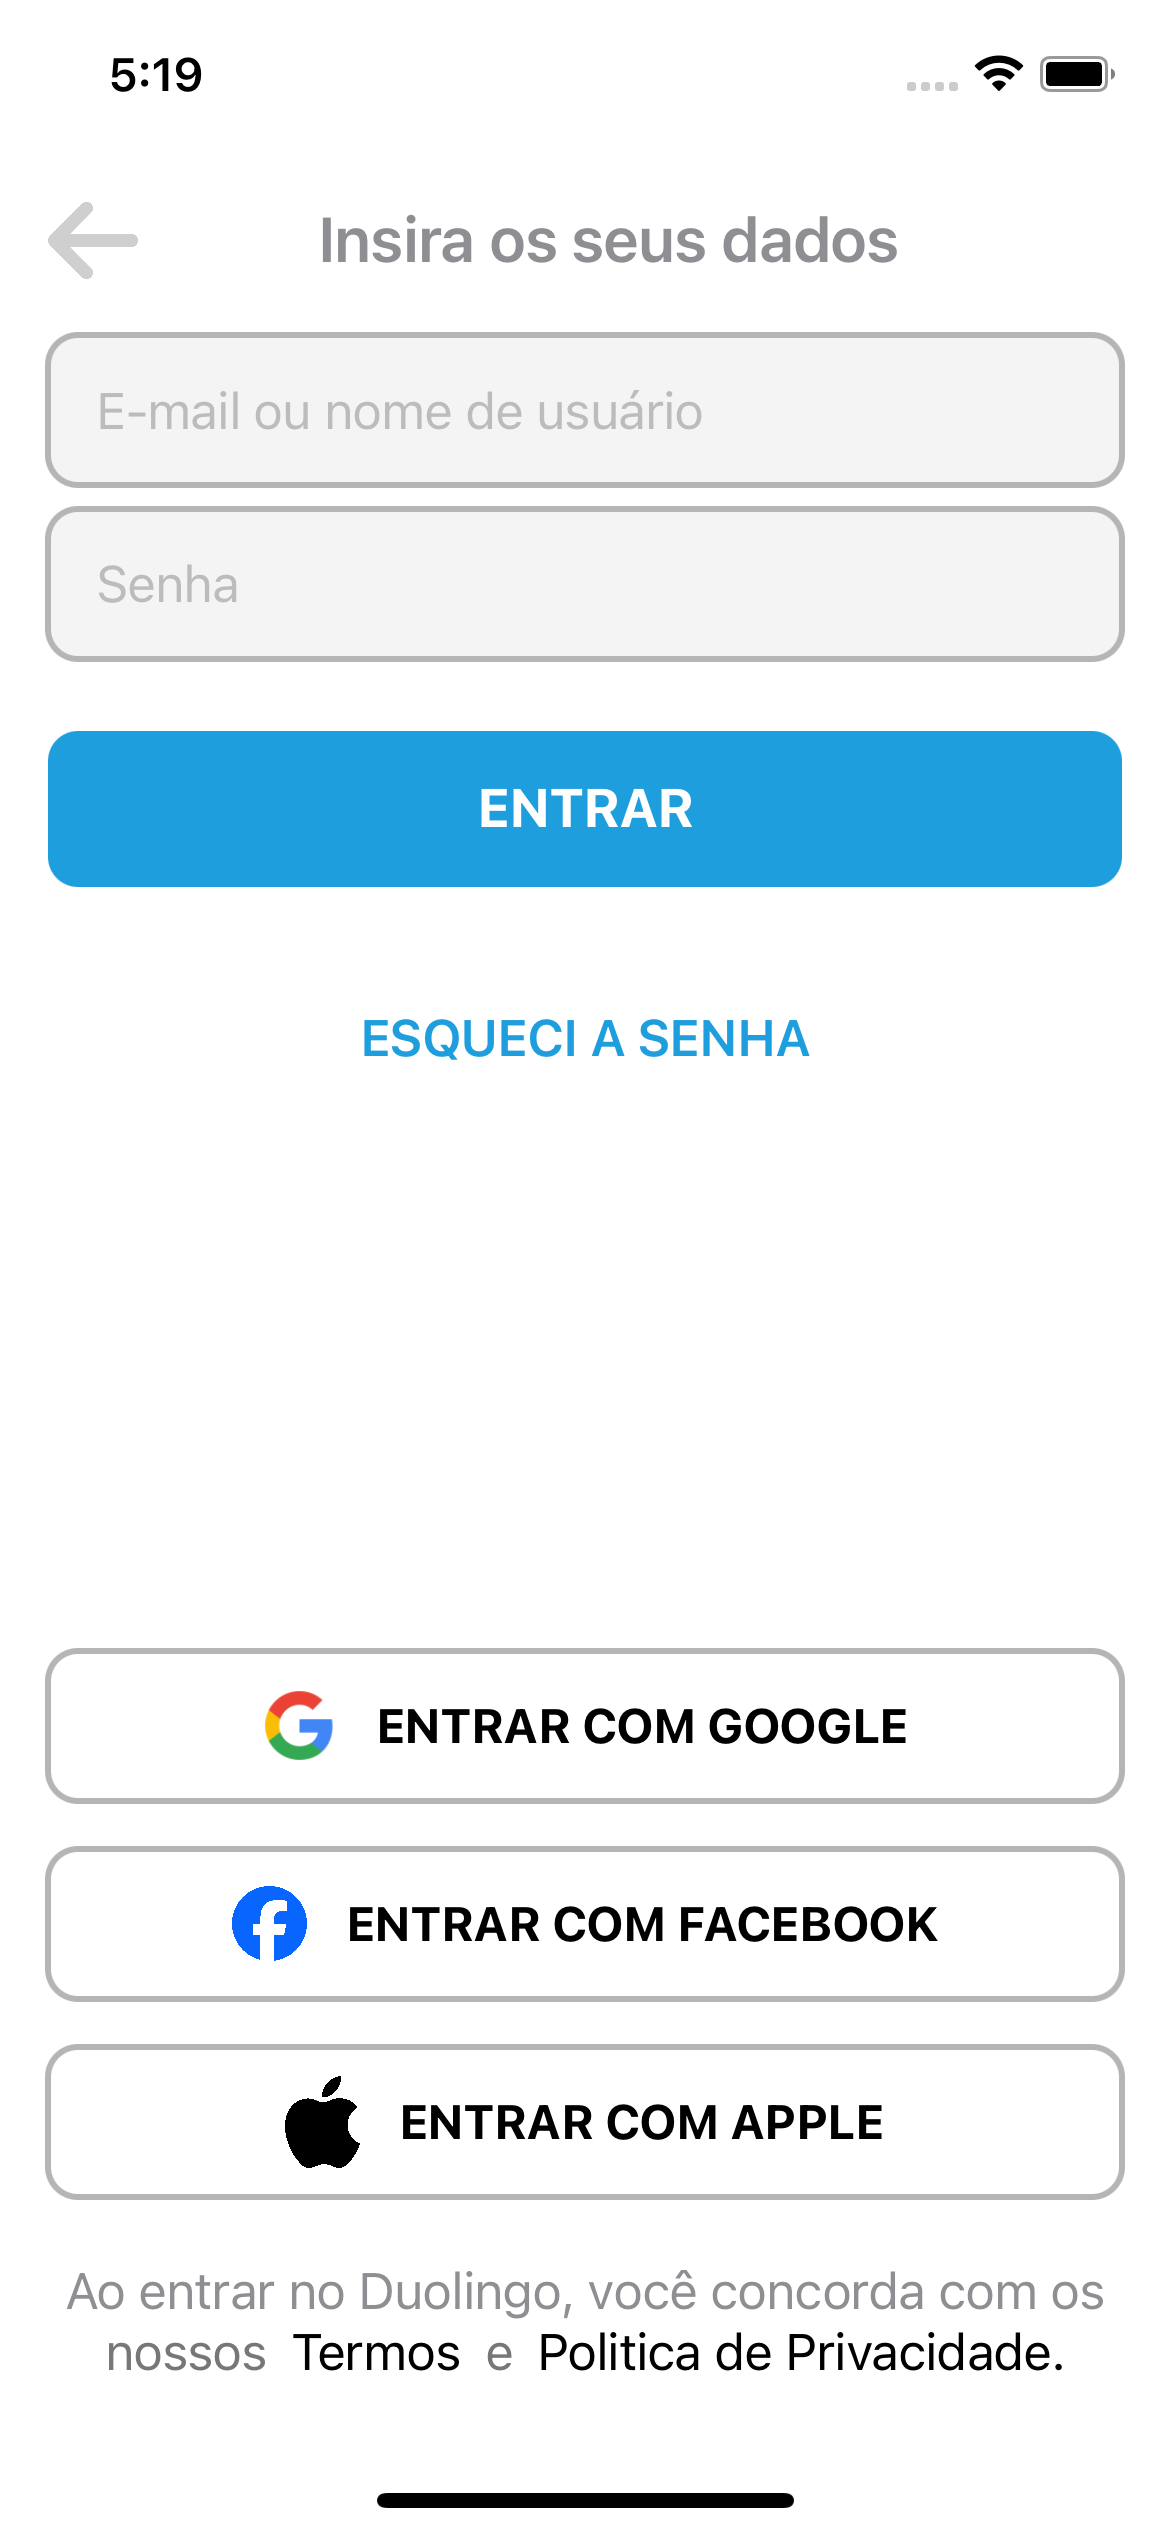 5:19
Insira os seus dados
E-mail ou nome de usuário
Senha
ENTRAR
ESQUECI A SENHA
ENTRAR COM GOOGLE
ENTRAR COM FACEBOOK
ENTRAR COM APPLE
Ao entrar no Duolingo, você concorda com os
nossos Termos e Politica de Privacidade.